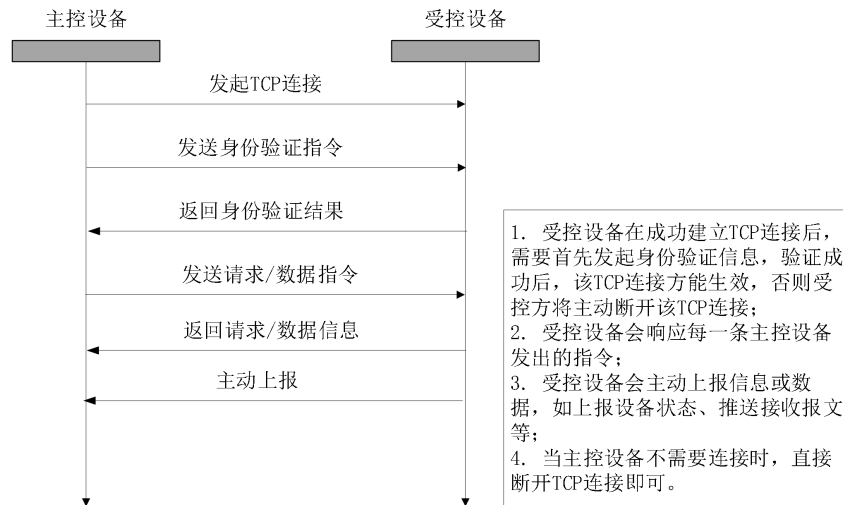 主控设备
受控设备
发起TCP连接
发送身份验证指令
返回身份验证结果
发送请求/数据指令
返回请求/数据信息
主动上报
1. 受控设备在成功建立TCP连接后，
需要首先发起身份验证信息，验证成
功后，该TCP连接方能生效，否则受
控方将主动断开该TCP连接；
2. 受控设备会响应每一条主控设备
发出的指令；
3. 受控设备会主动上报信息或数
据，如上报设备状态、推送接收报文
等；
4. 当主控设备不需要连接时，直接
断开TCP连接即可。